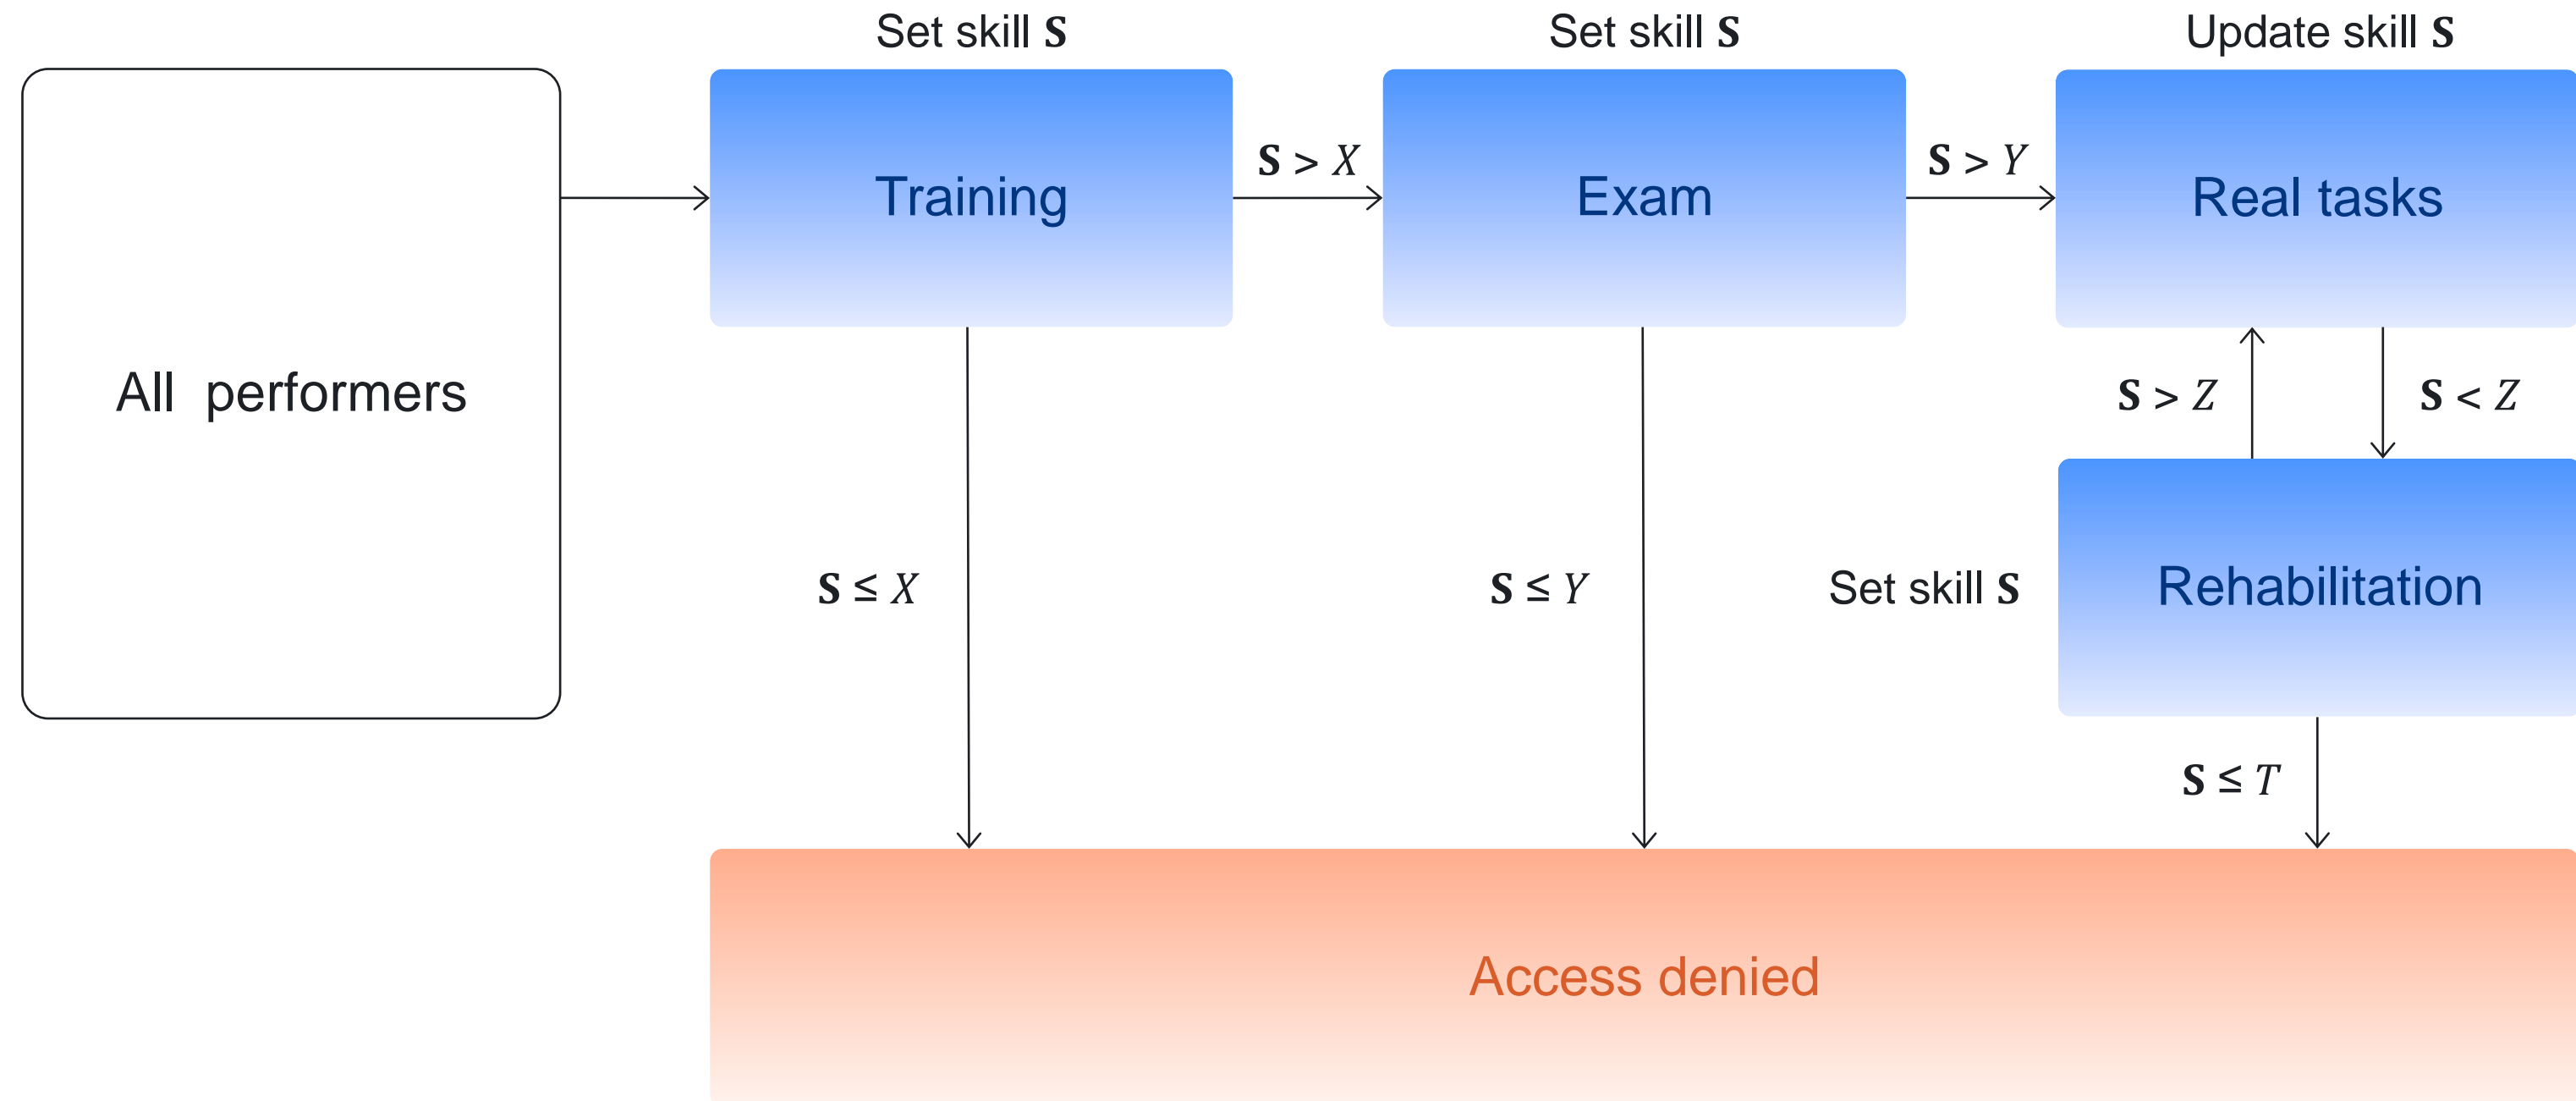 Set skill S
Set skill S
Update skill S
Training
S > X
Exam
S > Y
Real tasks
All performers
S > Z
S < Z
S ≤ X
S ≤ Y
Set skill S
Rehabilitation
S ≤ T
Access denied